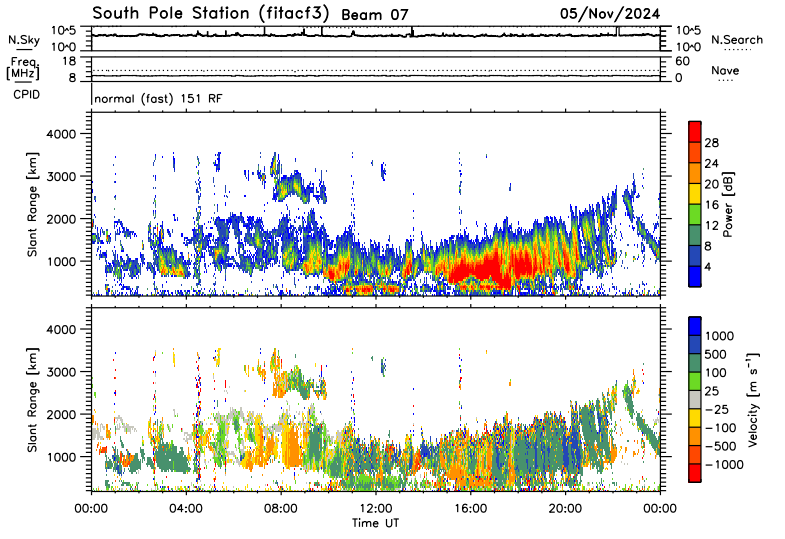 South Pole Station (fitacf3) Beam 07 05/Nov/2024
N.Sky 10^5 10^0 10^5 10^0 N.Search
Freq. [MHz] 18 8 60 0 Nave
CPID normal (fast) 151 RF
Slant Range [km]
4000
3000
2000
1000
28
24
20
16
12
8
4
Power [dB]
Slant Range [km]
4000
3000
2000
1000
1000
500
100
25
-25
-100
-500
-1000
Velocity [m s^-1]
00:00 04:00 08:00 12:00 16:00 20:00 00:00
Time UT